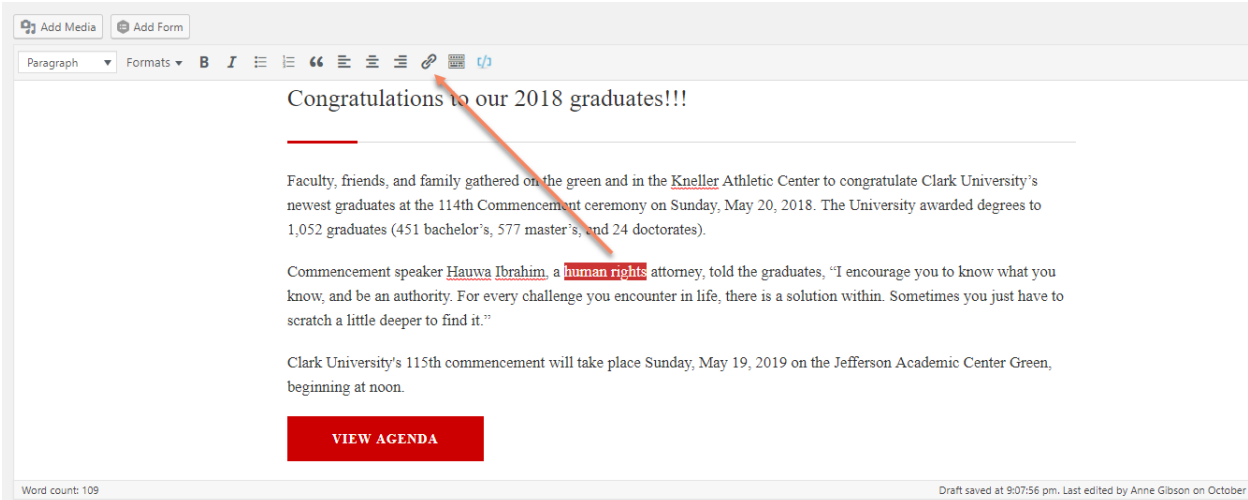 Add Media Add Form
Paragraph Formats B I
Congratulations to our 2018 graduates!!!
Faculty, friends, and family gathered on the green and in the Kneller Athletic Center to congratulate Clark University’s
newest graduates at the 114th Commencement ceremony on Sunday, May 20, 2018. The University awarded degrees to
1,052 graduates (451 bachelor’s, 577 master’s, and 24 doctorates).
Commencement speaker Hauwa Ibrahim, a human rights attorney, told the graduates, “I encourage you to know what you
know, and be an authority. For every challenge you encounter in life, there is a solution within. Sometimes you just have to
scratch a little deeper to find it.”
Clark University's 115th commencement will take place Sunday, May 19, 2019 on the Jefferson Academic Center Green,
beginning at noon.
VIEW AGENDA
Word count: 109 Draft saved at 9:07:56 pm. Last edited by Anne Gibson on October